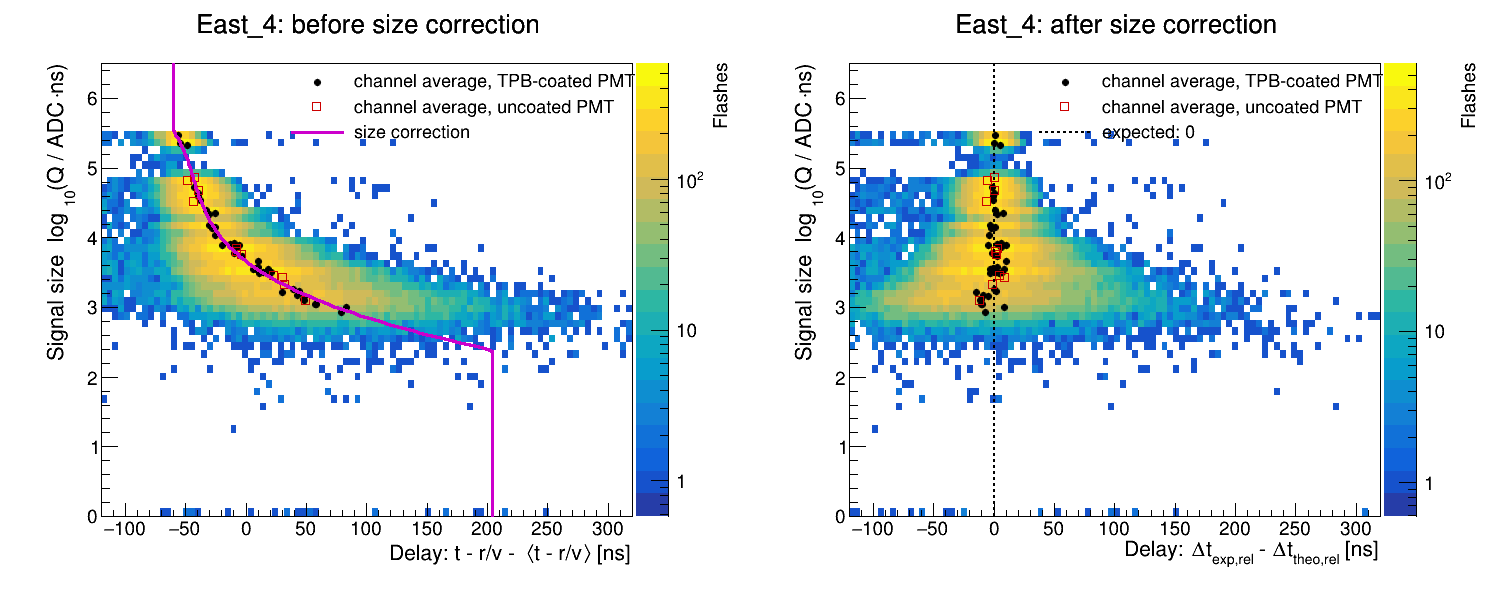 East_4: before size correction
channel average, TPB-coated PMT
channel average, uncoated PMT
size correction
Signal size log10(Q / ADC·ns)
6
5
4
3
2
1
0
−100 −50 0 50 100 150 200 250 300
Delay: t - r/v - ⟨t - r/v⟩ [ns]
Flashes
10²
10
1
East_4: after size correction
channel average, TPB-coated PMT
channel average, uncoated PMT
expected: 0
Signal size log10(Q / ADC·ns)
6
5
4
3
2
1
0
−100 −50 0 50 100 150 200 250 300
Delay: Δt_exp,rel - Δt_theo,rel [ns]
Flashes
10²
10
1